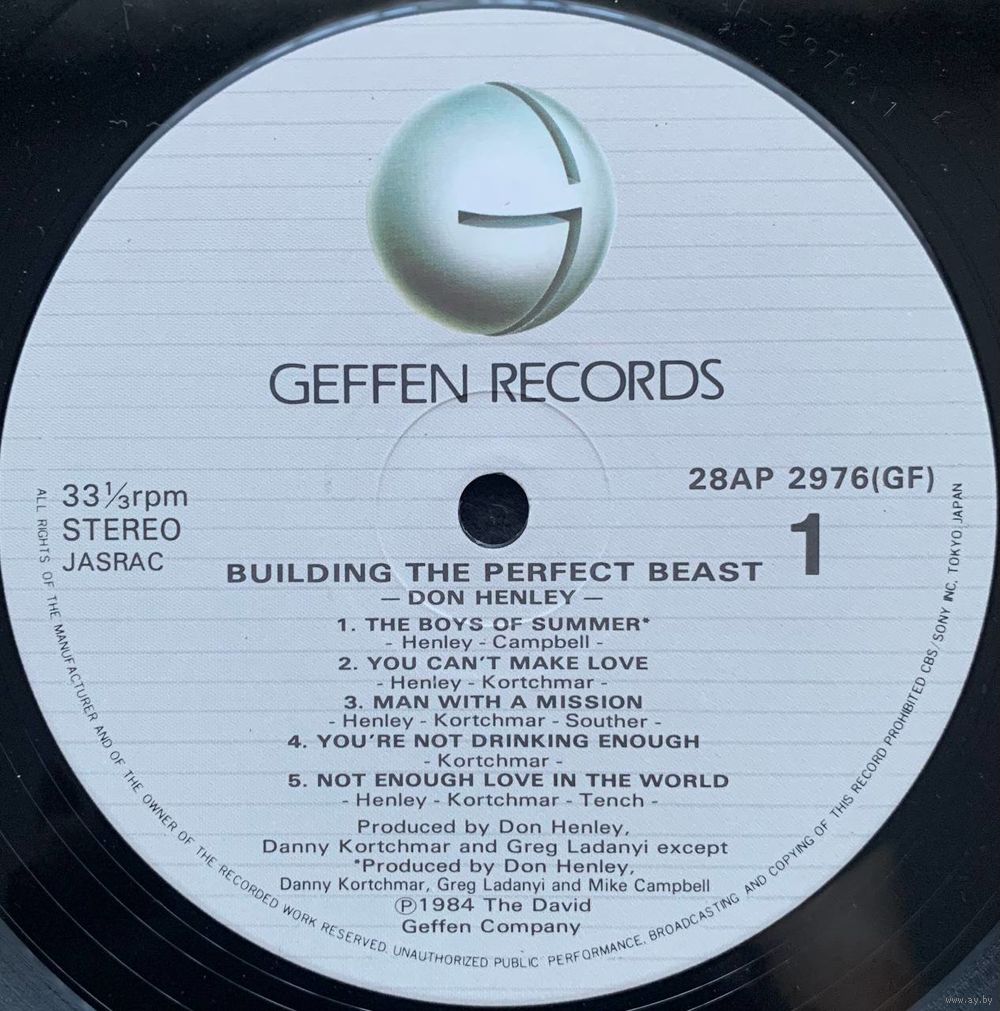 GEFFEN RECORDS
28AP 2976(GF)
33⅓rpm
STEREO
JASRAC
1
BUILDING THE PERFECT BEAST
— DON HENLEY —
1. THE BOYS OF SUMMER*
- Henley - Campbell -
2. YOU CAN'T MAKE LOVE
- Henley - Kortchmar -
3. MAN WITH A MISSION
- Henley - Kortchmar - Souther -
4. YOU'RE NOT DRINKING ENOUGH
- Kortchmar -
5. NOT ENOUGH LOVE IN THE WORLD
- Henley - Kortchmar - Tench -
Produced by Don Henley,
Danny Kortchmar and Greg Ladanyi except
*Produced by Don Henley,
Danny Kortchmar, Greg Ladanyi and Mike Campbell
℗1984 The David
Geffen Company
ALL RIGHTS OF THE MANUFACTURER AND OF THE OWNER OF THE RECORDED WORK RESERVED. UNAUTHORIZED PUBLIC PERFORMANCE, BROADCASTING AND COPYING OF THIS RECORD PROHIBITED CBS/SONY INC. TOKYO JAPAN
www.ay.by